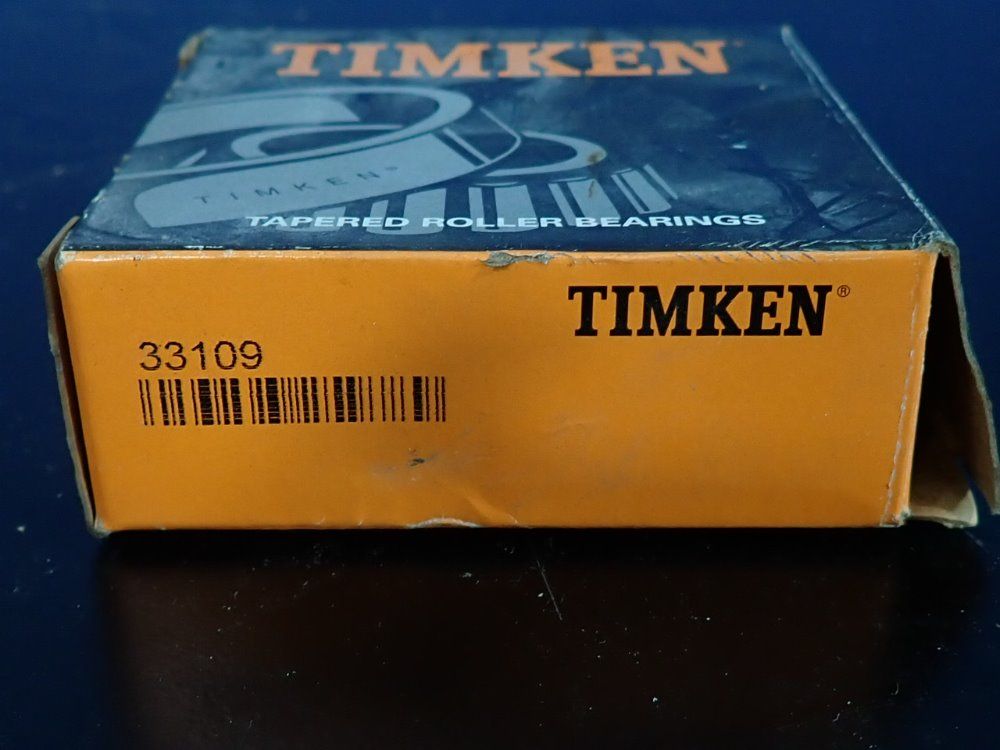 TIMKEN
TIMKEN®
TAPERED ROLLER BEARINGS
TIMKEN®
33109